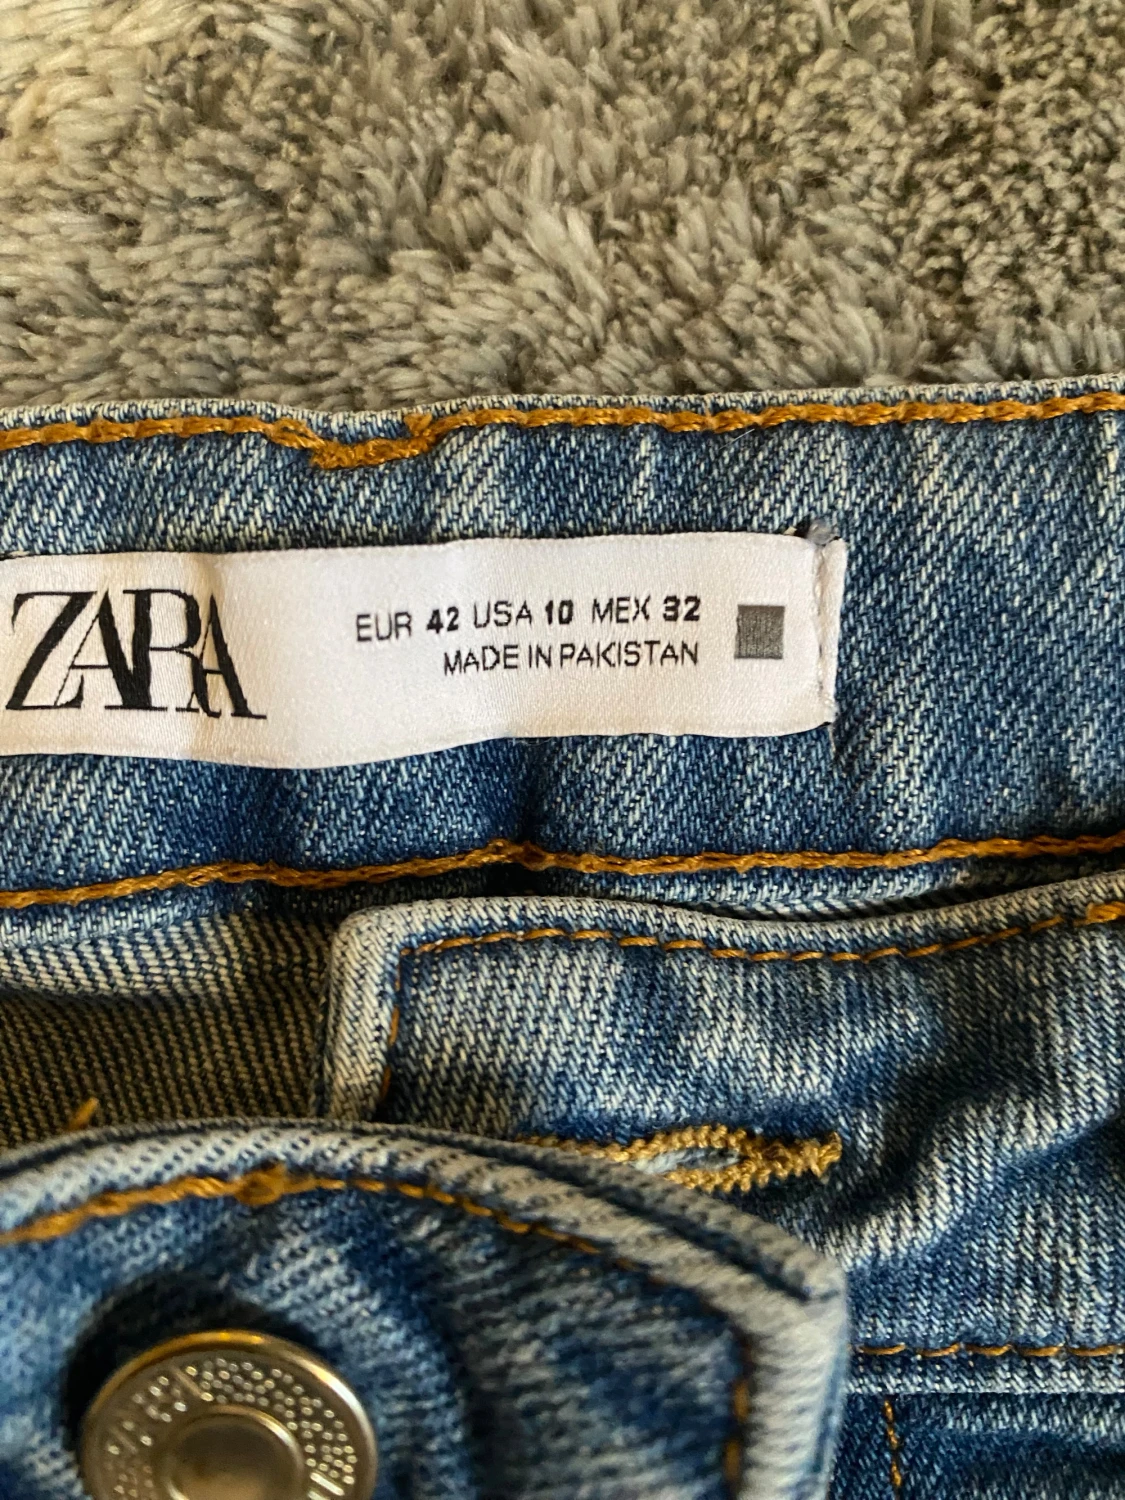 ZARA
EUR 42 USA 10 MEX 32
MADE IN PAKISTAN